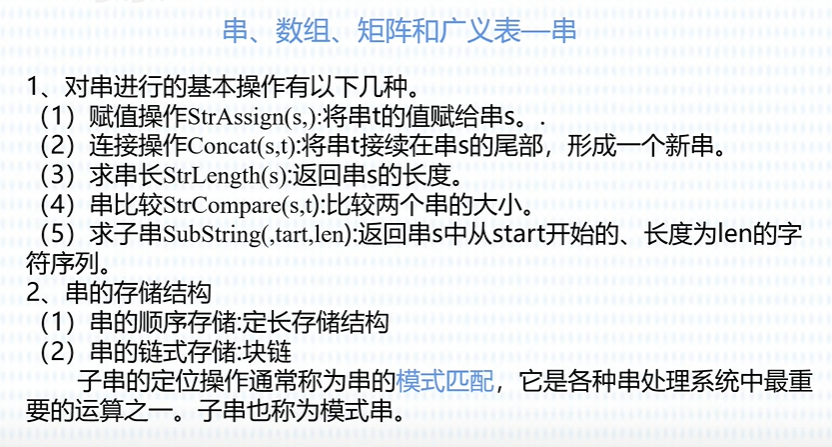 串、数组、矩阵和广义表—串
1、对串进行的基本操作有以下几种。
（1）赋值操作StrAssign(s,):将串t的值赋给串s。.
（2）连接操作Concat(s,t):将串t接续在串s的尾部，形成一个新串。
（3）求串长StrLength(s):返回串s的长度。
（4）串比较StrCompare(s,t):比较两个串的大小。
（5）求子串SubString(,tart,len):返回串s中从start开始的、长度为len的字
符序列。
2、串的存储结构
（1）串的顺序存储:定长存储结构
（2）串的链式存储:块链
子串的定位操作通常称为串的模式匹配，它是各种串处理系统中最重
要的运算之一。子串也称为模式串。